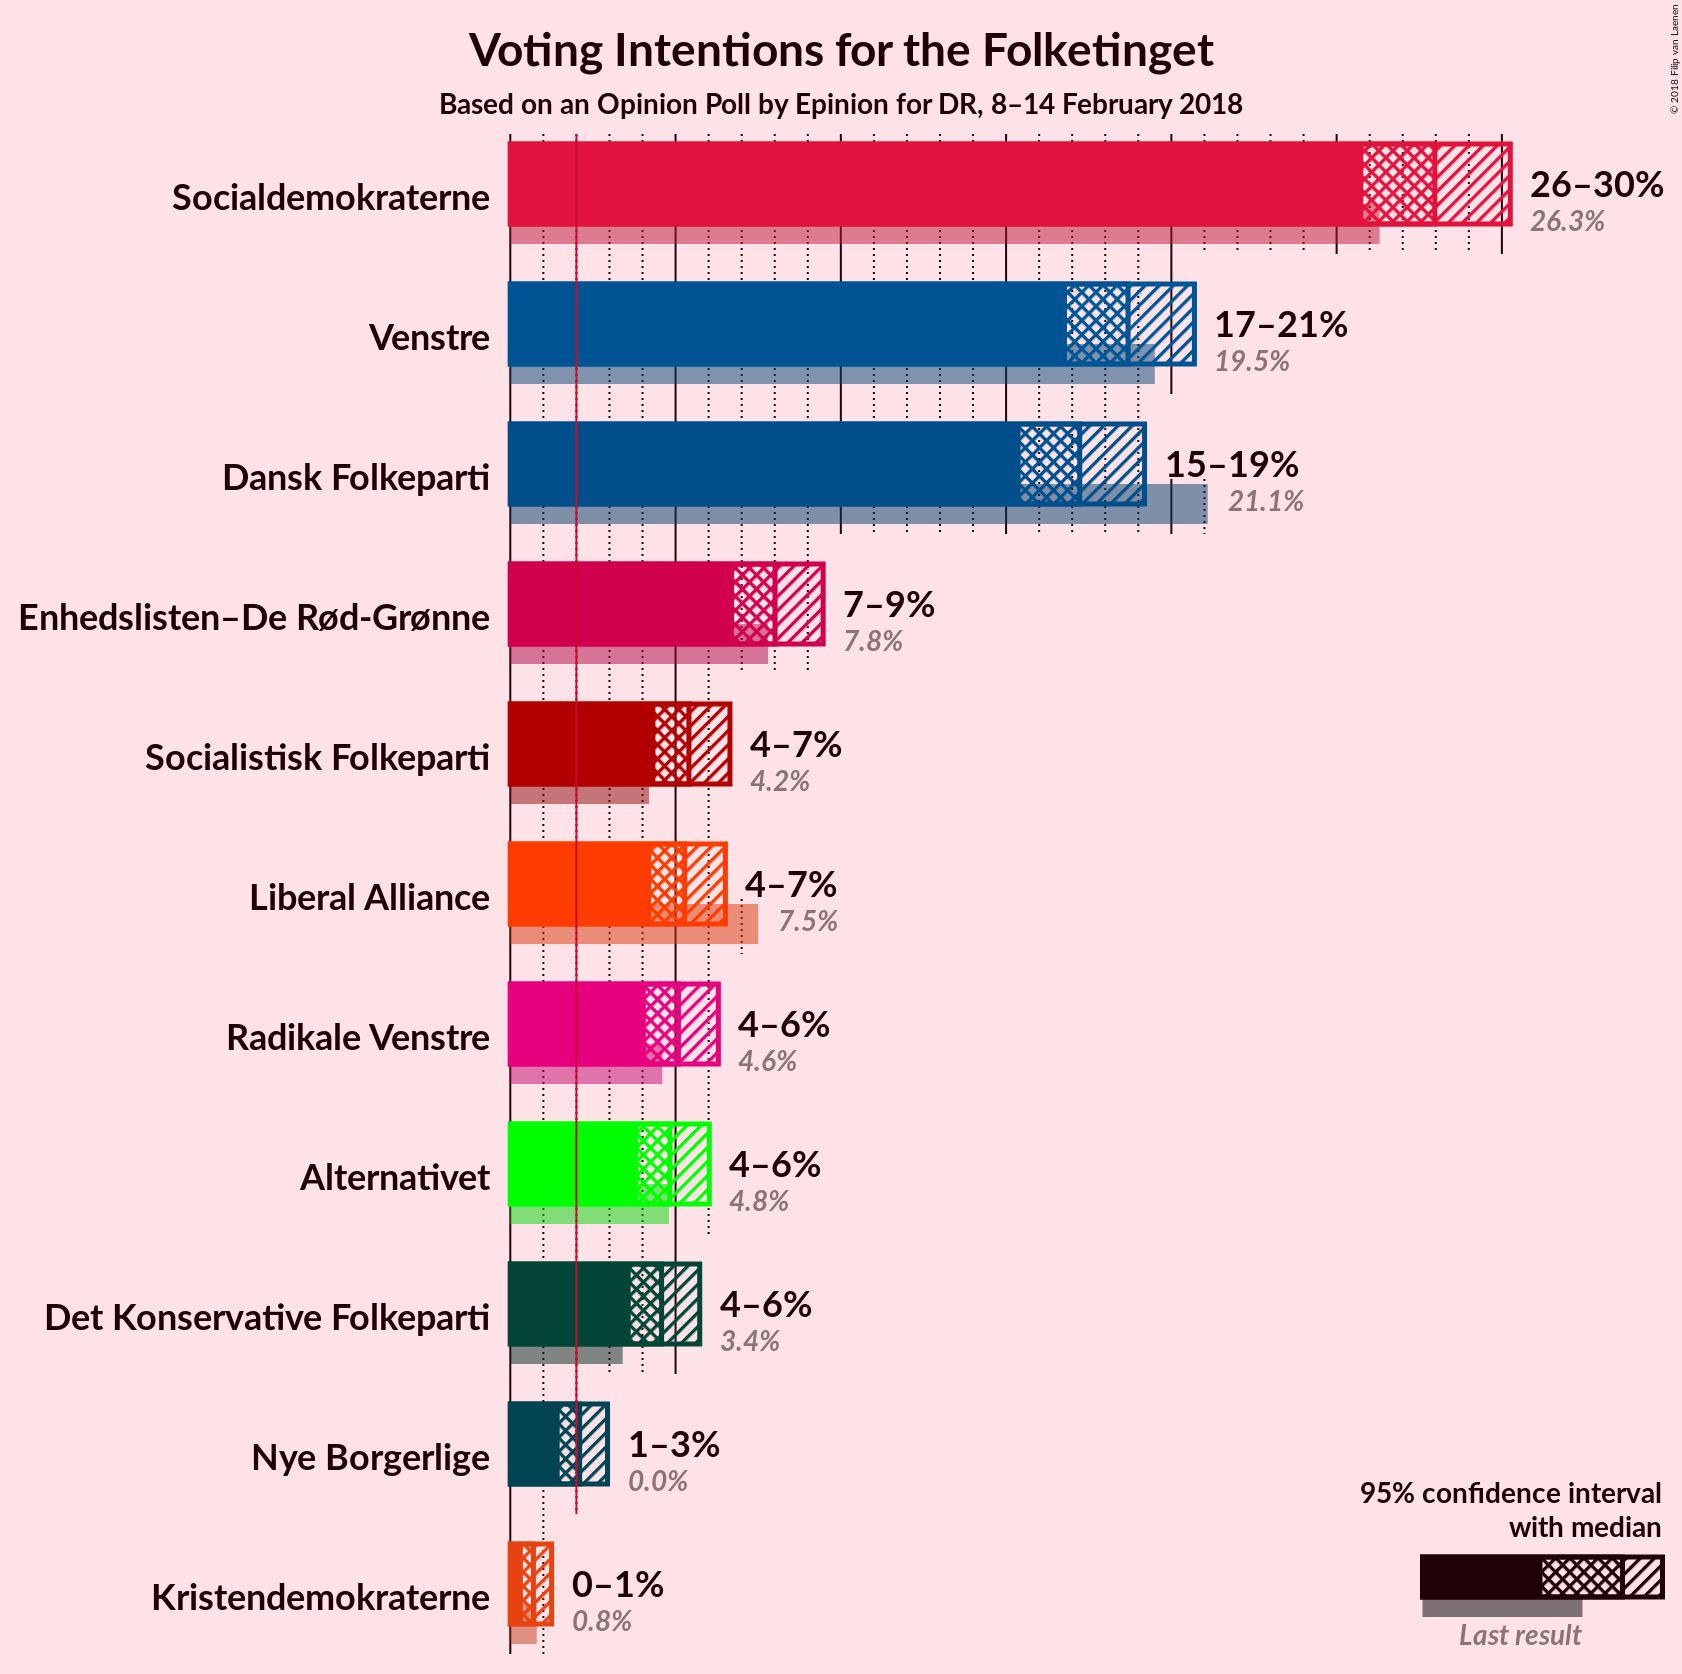 Voting Intentions for the Folketinget
Based on an Opinion Poll by Epinion for DR, 8–14 February 2018
© 2018 Filip van Laenen
Socialdemokraterne
26–30%
26.3%
Venstre
17–21%
19.5%
Dansk Folkeparti
15–19%
21.1%
Enhedslisten–De Rød-Grønne
7–9%
7.8%
Socialistisk Folkeparti
4–7%
4.2%
Liberal Alliance
4–7%
7.5%
Radikale Venstre
4–6%
4.6%
Alternativet
4–6%
4.8%
Det Konservative Folkeparti
4–6%
3.4%
Nye Borgerlige
1–3%
0.0%
Kristendemokraterne
0–1%
0.8%
95% confidence interval
with median
Last result